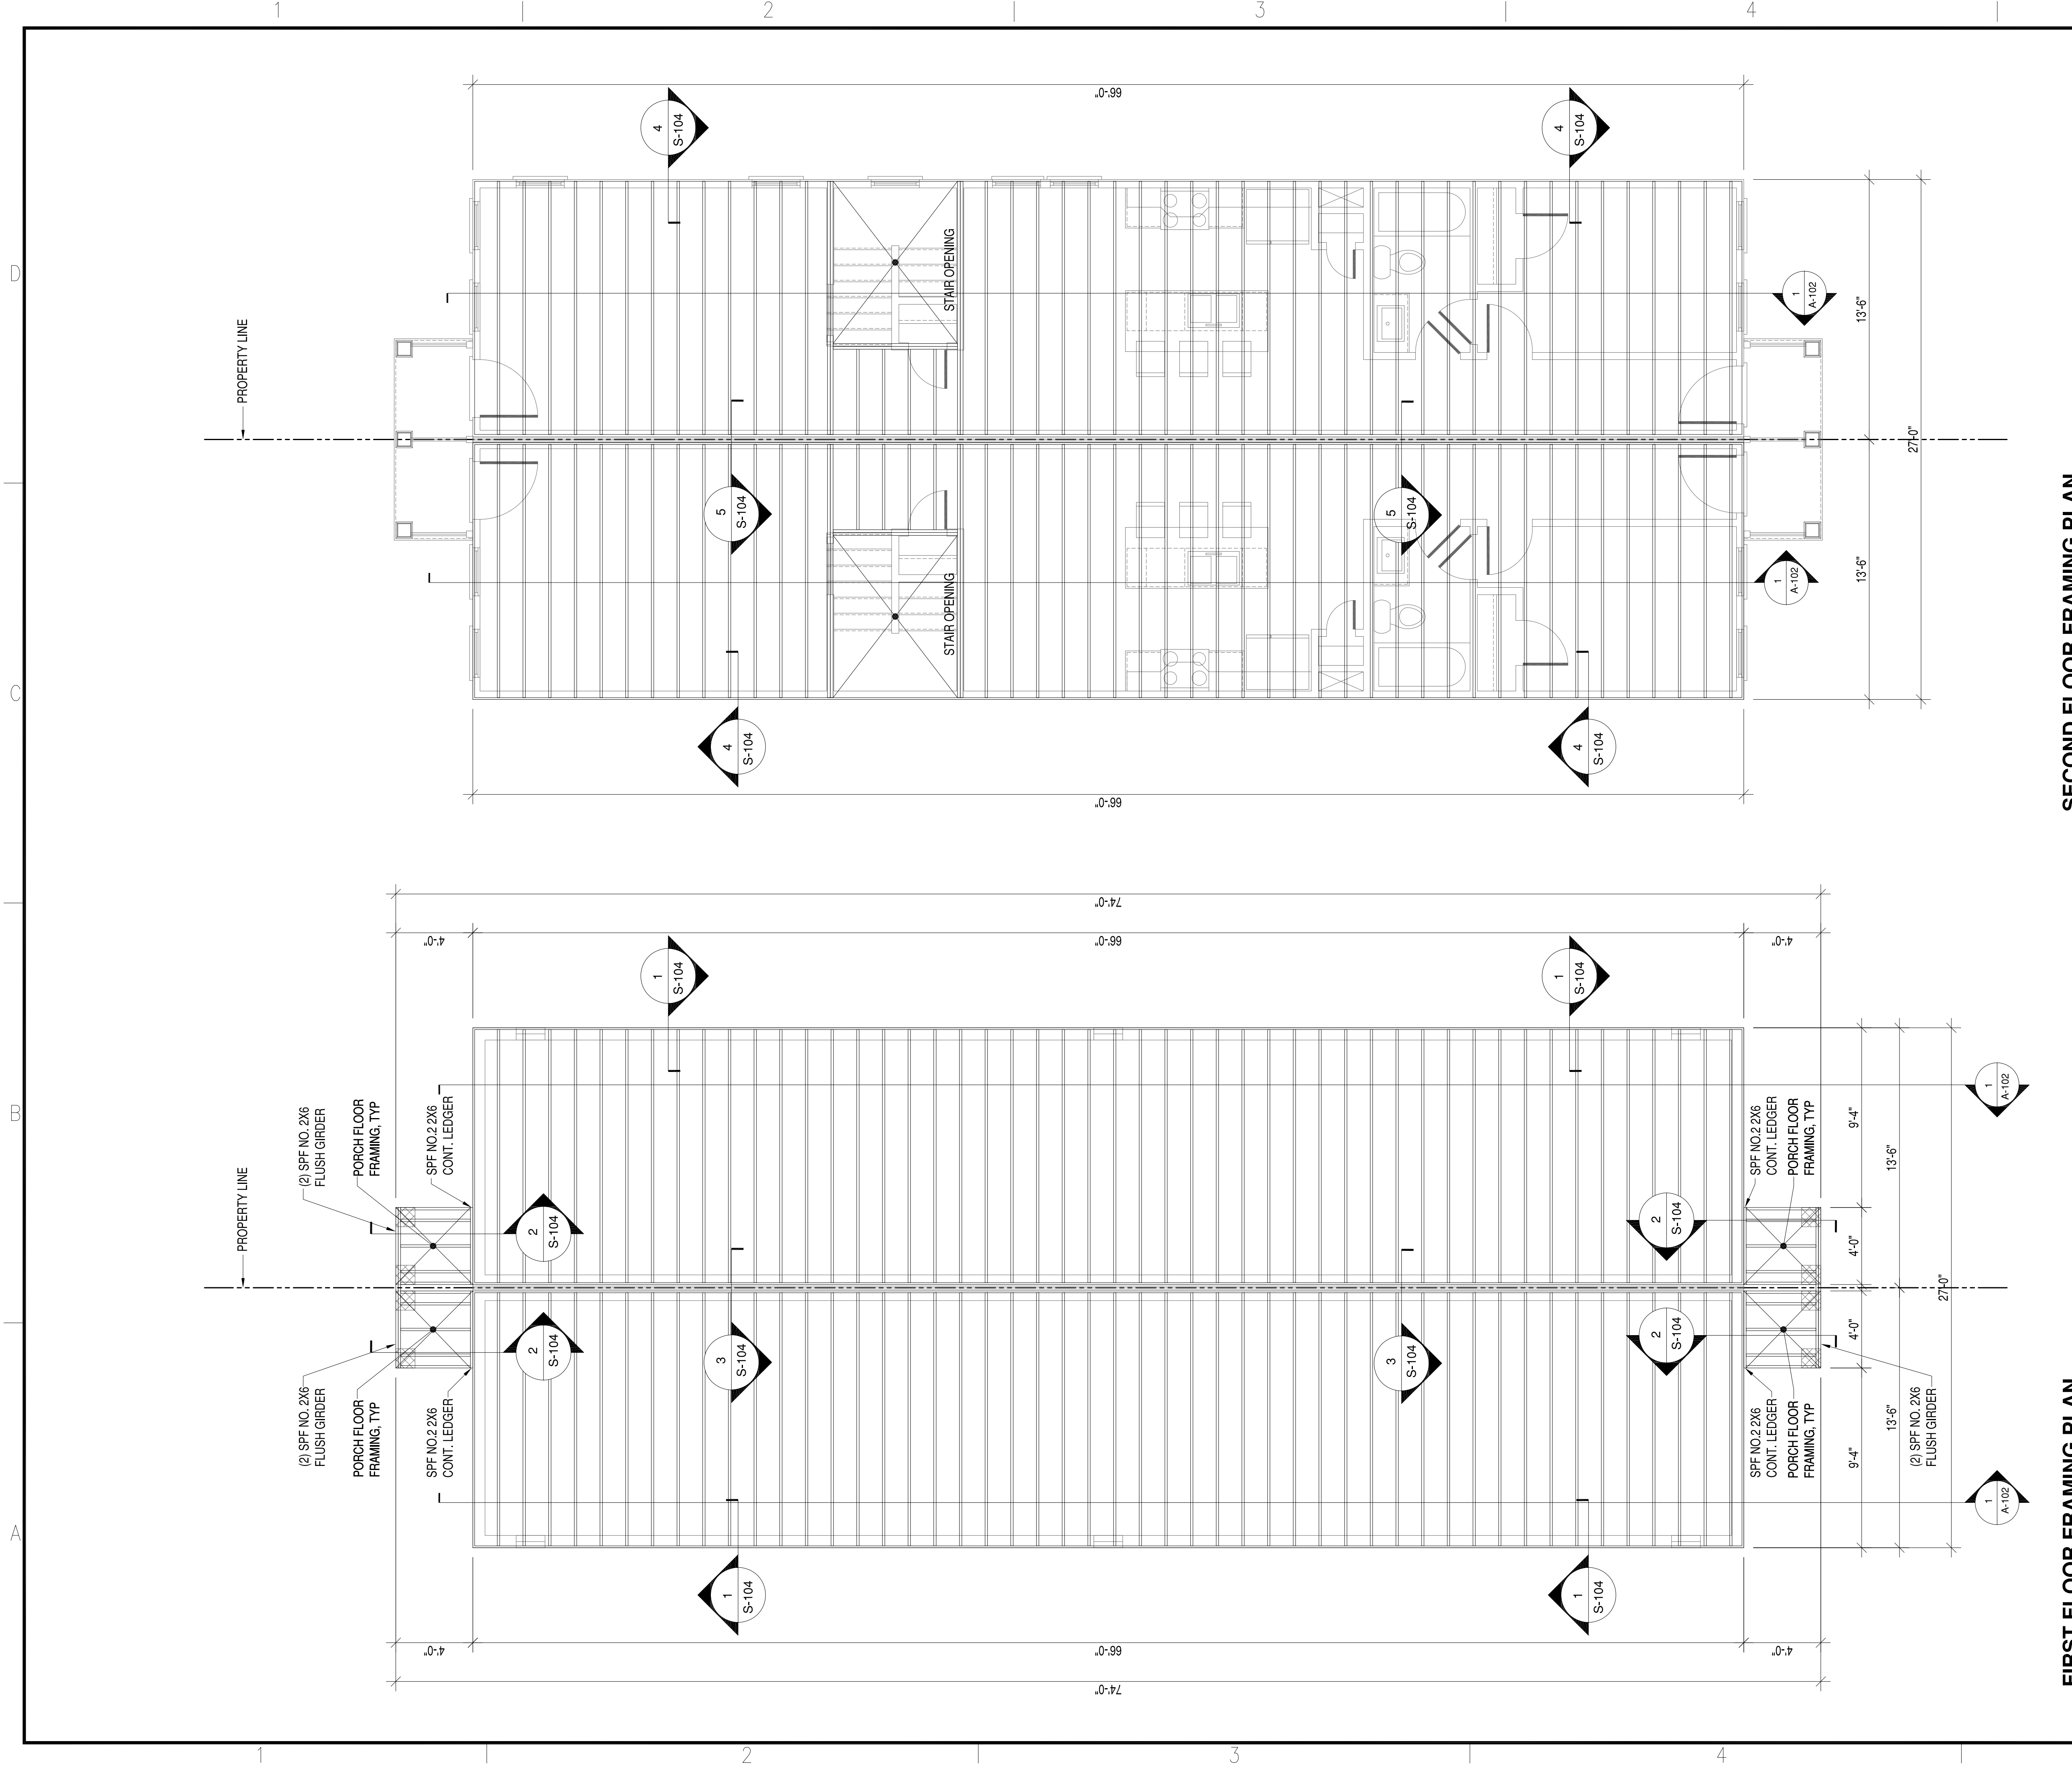 1
2
3
4
D
C
B
A
66'-0"
4
S-104
4
S-104
PROPERTY LINE
STAIR OPENING
1
A-102
13'-6"
27'-0"
5
S-104
5
S-104
STAIR OPENING
1
A-102
13'-6"
4
S-104
4
S-104
66'-0"
SECOND FLOOR FRAMING PLAN
74'-0"
4'-0"
66'-0"
4'-0"
1
S-104
1
S-104
PROPERTY LINE
(2) SPF NO. 2X6
FLUSH GIRDER
PORCH FLOOR
FRAMING, TYP
SPF NO.2 2X6
CONT. LEDGER
SPF NO.2 2X6
CONT. LEDGER
PORCH FLOOR
FRAMING, TYP
9'-4"
13'-6"
1
A-102
2
S-104
2
S-104
4'-0"
27'-0"
2
S-104
3
S-104
3
S-104
2
S-104
4'-0"
(2) SPF NO. 2X6
FLUSH GIRDER
PORCH FLOOR
FRAMING, TYP
SPF NO.2 2X6
CONT. LEDGER
SPF NO.2 2X6
CONT. LEDGER
PORCH FLOOR
FRAMING, TYP
9'-4"
13'-6"
(2) SPF NO. 2X6
FLUSH GIRDER
1
A-102
1
S-104
1
S-104
4'-0"
66'-0"
4'-0"
74'-0"
FIRST FLOOR FRAMING PLAN
1
2
3
4